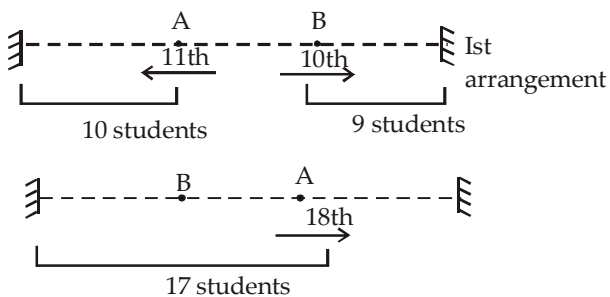 A B
11th 10th Ist
arrangement
10 students 9 students
B A
18th
17 students